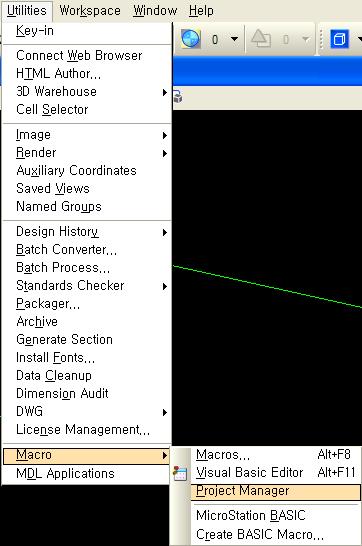 Utilities Workspace Window Help
Key-in
0 0
Connect Web Browser
HTML Author...
3D Warehouse
Cell Selector
Image
Render
Auxiliary Coordinates
Saved Views
Named Groups
Design History
Batch Converter...
Batch Process...
Standards Checker
Packager...
Archive
Generate Section
Install Fonts...
Data Cleanup
Dimension Audit
DWG
License Management...
Macro
MDL Applications
Macros... Alt+F8
Visual Basic Editor Alt+F11
Project Manager
MicroStation BASIC
Create BASIC Macro...